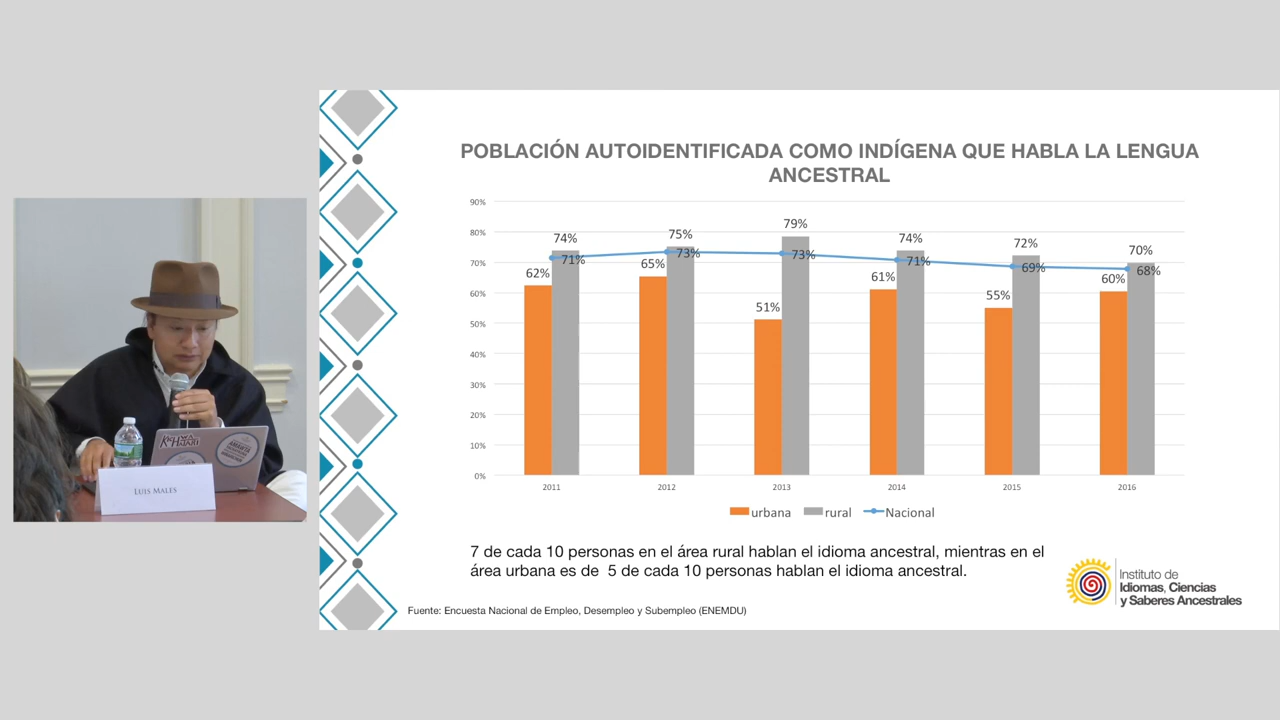 POBLACIÓN AUTOIDENTIFICADA COMO INDÍGENA QUE HABLA LA LENGUA
ANCESTRAL
90%
80%
70%
60%
50%
40%
30%
20%
10%
0%
62%
74%
71%
65%
75%
73%
51%
79%
73%
61%
74%
71%
55%
72%
69%
60%
70%
68%
2011
2012
2013
2014
2015
2016
urbana
rural
Nacional
7 de cada 10 personas en el área rural hablan el idioma ancestral, mientras en el
área urbana es de 5 de cada 10 personas hablan el idioma ancestral.
Fuente: Encuesta Nacional de Empleo, Desempleo y Subempleo (ENEMDU)
Instituto de
Idiomas, Ciencias
y Saberes Ancestrales
Luis Males